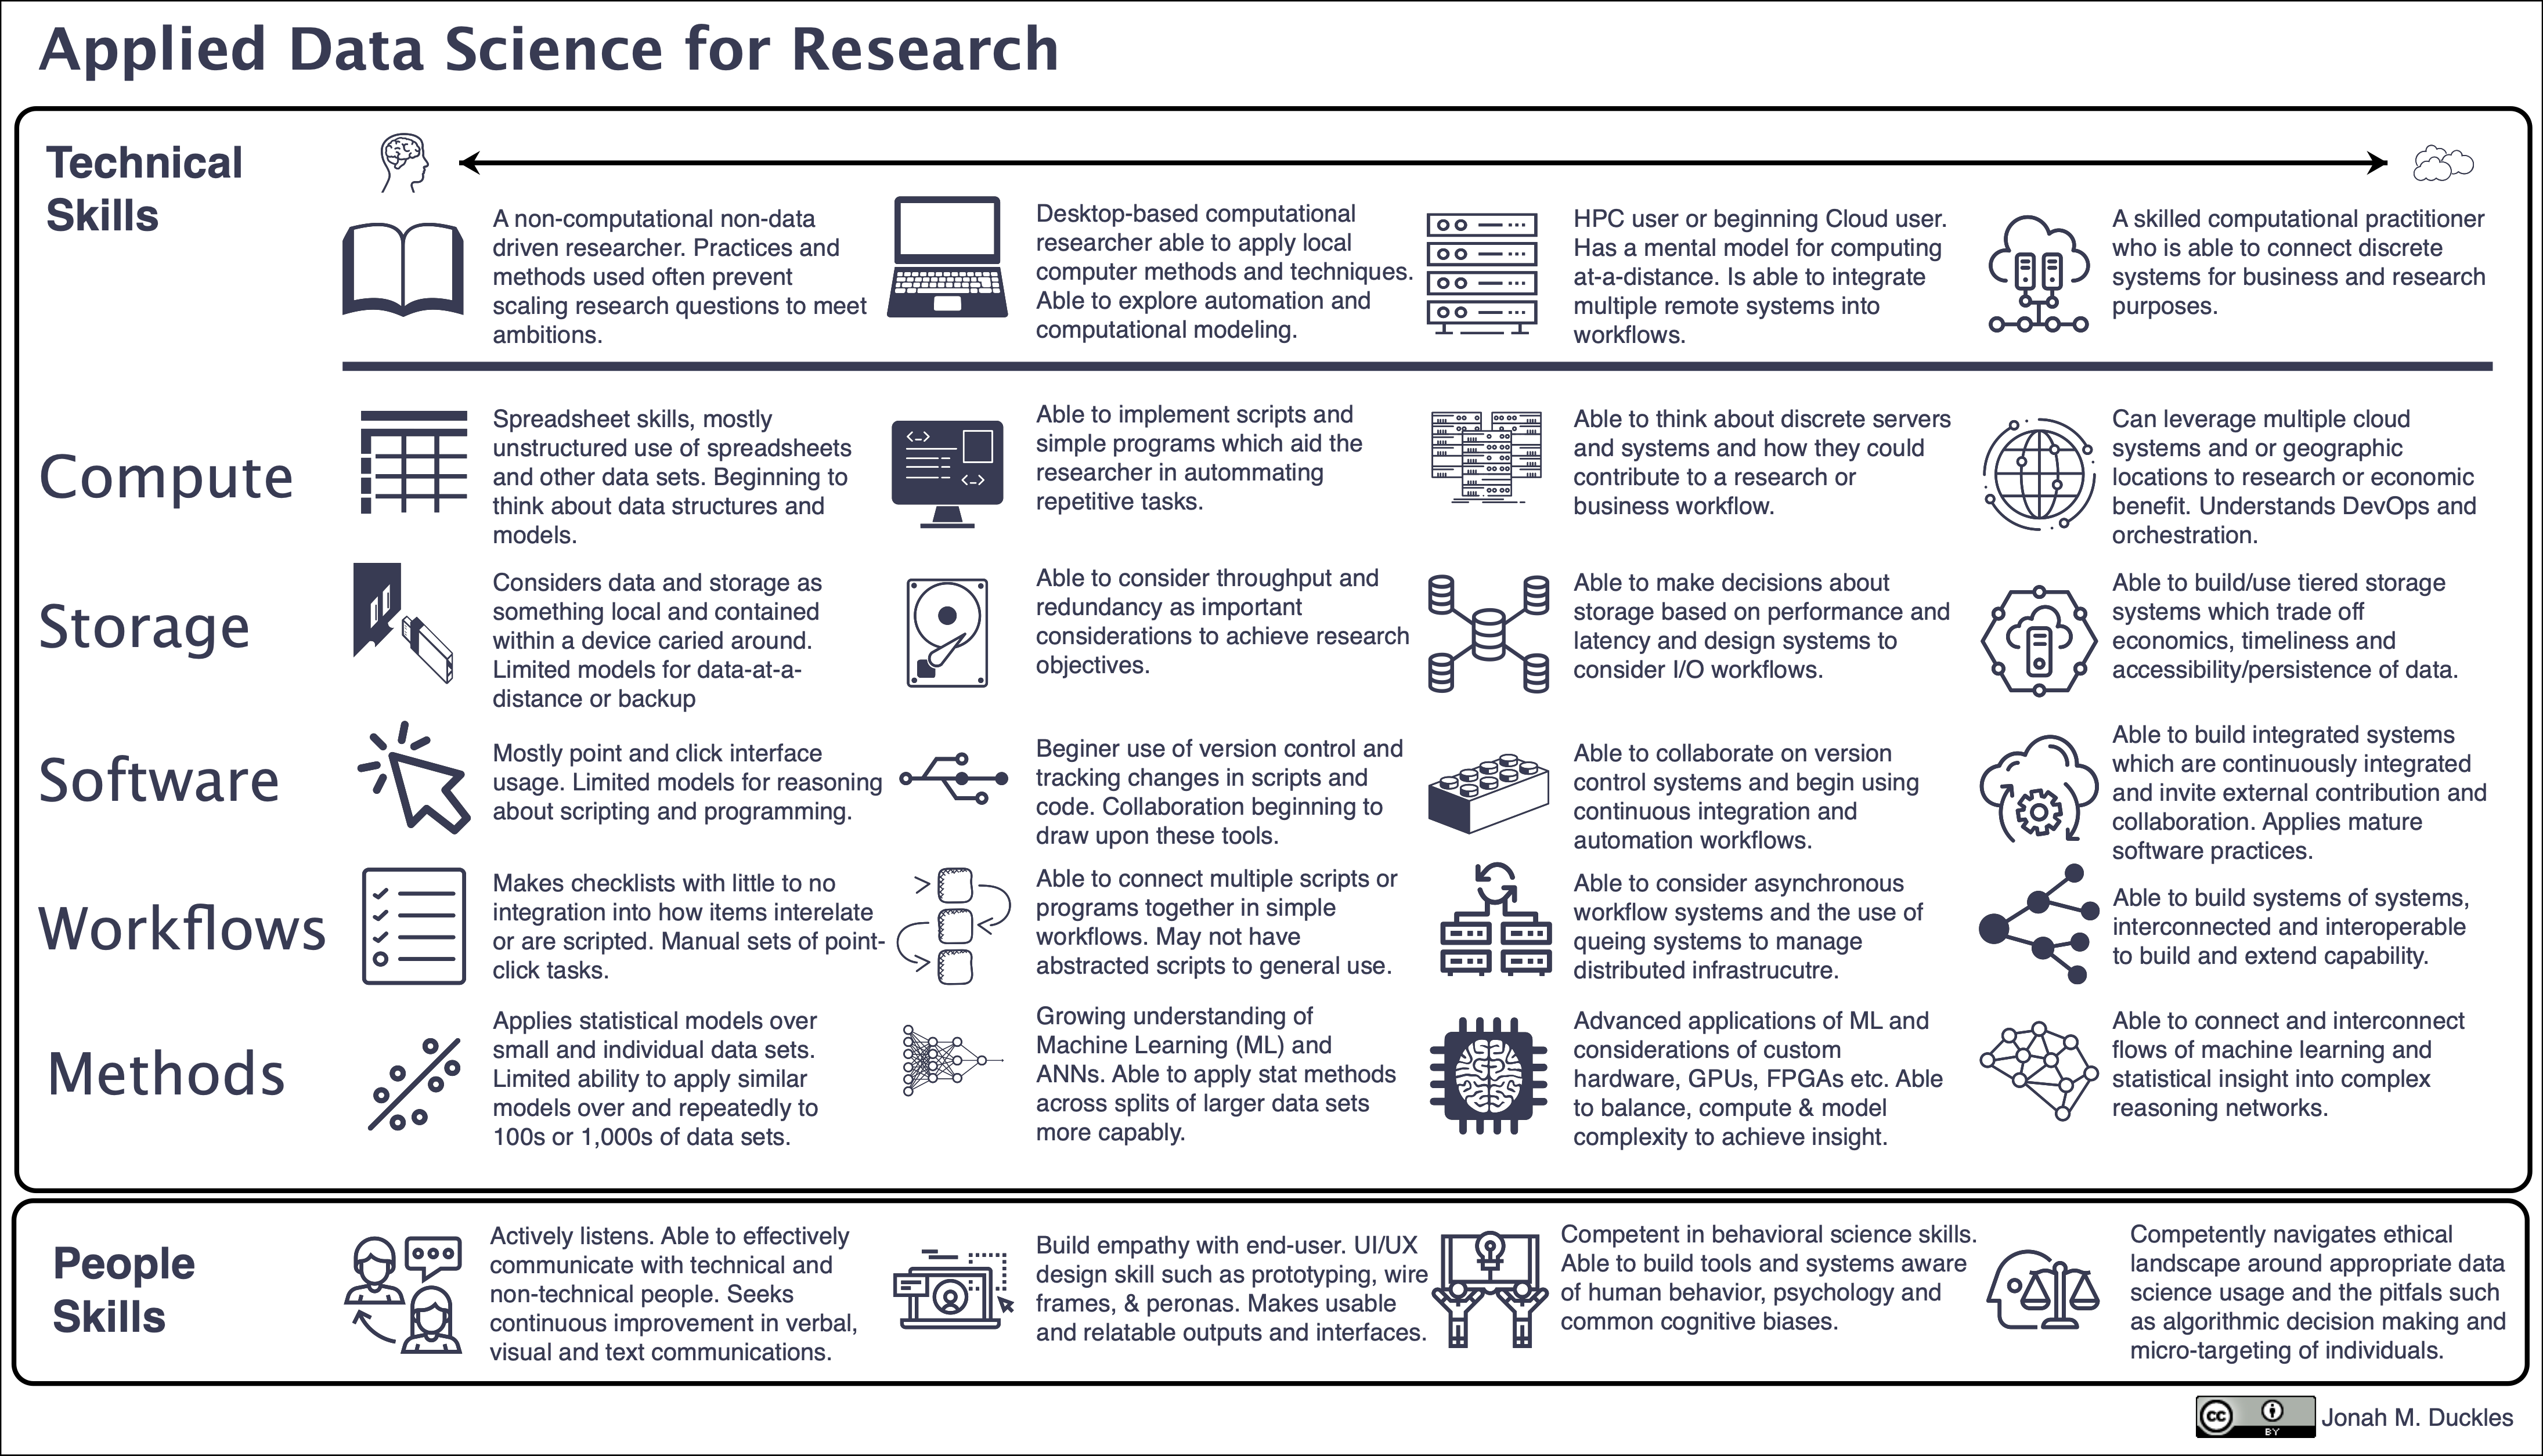 Applied Data Science for Research
Technical
Skills
A non-computational non-data
driven researcher. Practices and
methods used often prevent
scaling research questions to meet
ambitions.
Desktop-based computational
researcher able to apply local
computer methods and techniques.
Able to explore automation and
computational modeling.
HPC user or beginning Cloud user.
Has a mental model for computing
at-a-distance. Is able to integrate
multiple remote systems into
workflows.
A skilled computational practitioner
who is able to connect discrete
systems for business and research
purposes.
Compute
Spreadsheet skills, mostly
unstructured use of spreadsheets
and other data sets. Beginning to
think about data structures and
models.
Able to implement scripts and
simple programs which aid the
researcher in autommating
repetitive tasks.
Able to think about discrete servers
and systems and how they could
contribute to a research or
business workflow.
Can leverage multiple cloud
systems and or geographic
locations to research or economic
benefit. Understands DevOps and
orchestration.
Storage
Considers data and storage as
something local and contained
within a device caried around.
Limited models for data-at-a-
distance or backup
Able to consider throughput and
redundancy as important
considerations to achieve research
objectives.
Able to make decisions about
storage based on performance and
latency and design systems to
consider I/O workflows.
Able to build/use tiered storage
systems which trade off
economics, timeliness and
accessibility/persistence of data.
Software
Mostly point and click interface
usage. Limited models for reasoning
about scripting and programming.
Beginer use of version control and
tracking changes in scripts and
code. Collaboration beginning to
draw upon these tools.
Able to collaborate on version
control systems and begin using
continuous integration and
automation workflows.
Able to build integrated systems
which are continuously integrated
and invite external contribution and
collaboration. Applies mature
software practices.
Workflows
Makes checklists with little to no
integration into how items interelate
or are scripted. Manual sets of point-
click tasks.
Able to connect multiple scripts or
programs together in simple
workflows. May not have
abstracted scripts to general use.
Able to consider asynchronous
workflow systems and the use of
queing systems to manage
distributed infrastrucutre.
Able to build systems of systems,
interconnected and interoperable
to build and extend capability.
Methods
Applies statistical models over
small and individual data sets.
Limited ability to apply similar
models over and repeatedly to
100s or 1,000s of data sets.
Growing understanding of
Machine Learning (ML) and
ANNs. Able to apply stat methods
across splits of larger data sets
more capably.
Advanced applications of ML and
considerations of custom
hardware, GPUs, FPGAs etc. Able
to balance, compute & model
complexity to achieve insight.
Able to connect and interconnect
flows of machine learning and
statistical insight into complex
reasoning networks.
People
Skills
Actively listens. Able to effectively
communicate with technical and
non-technical people. Seeks
continuous improvement in verbal,
visual and text communications.
Build empathy with end-user. UI/UX
design skill such as prototyping, wire
frames, & peronas. Makes usable
and relatable outputs and interfaces.
Competent in behavioral science skills.
Able to build tools and systems aware
of human behavior, psychology and
common cognitive biases.
Competently navigates ethical
landscape around appropriate data
science usage and the pitfals such
as algorithmic decision making and
micro-targeting of individuals.
cc
BY
Jonah M. Duckles